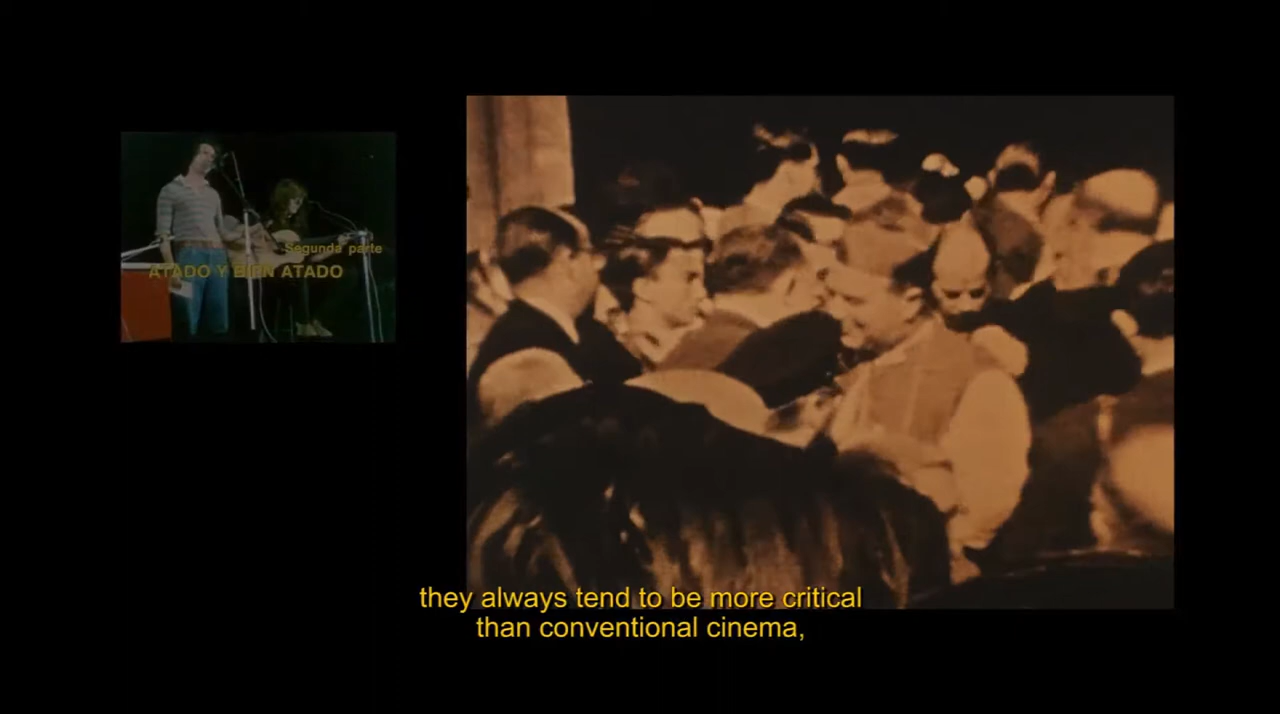 Segunda parte
ATADO Y BIEN ATADO
they always tend to be more critical
than conventional cinema,